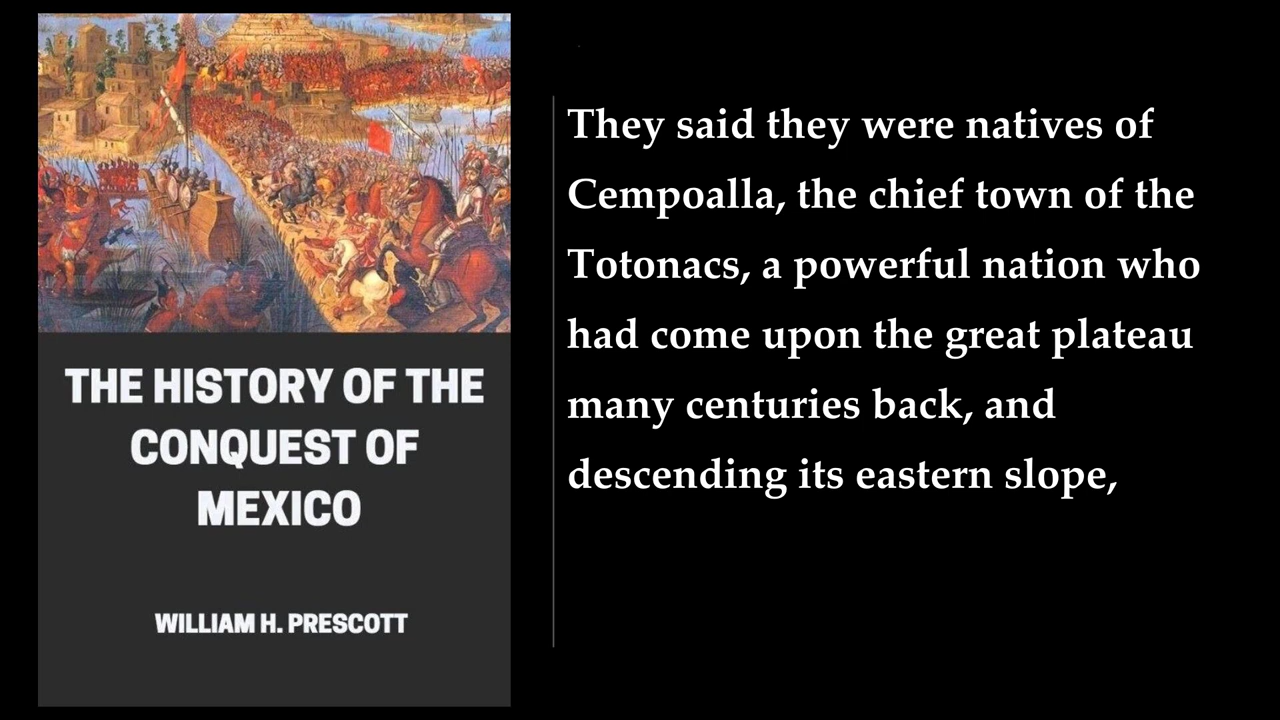 THE HISTORY OF THE
CONQUEST OF
MEXICO
WILLIAM H. PRESCOTT
They said they were natives of
Cempoalla, the chief town of the
Totonacs, a powerful nation who
had come upon the great plateau
many centuries back, and
descending its eastern slope,